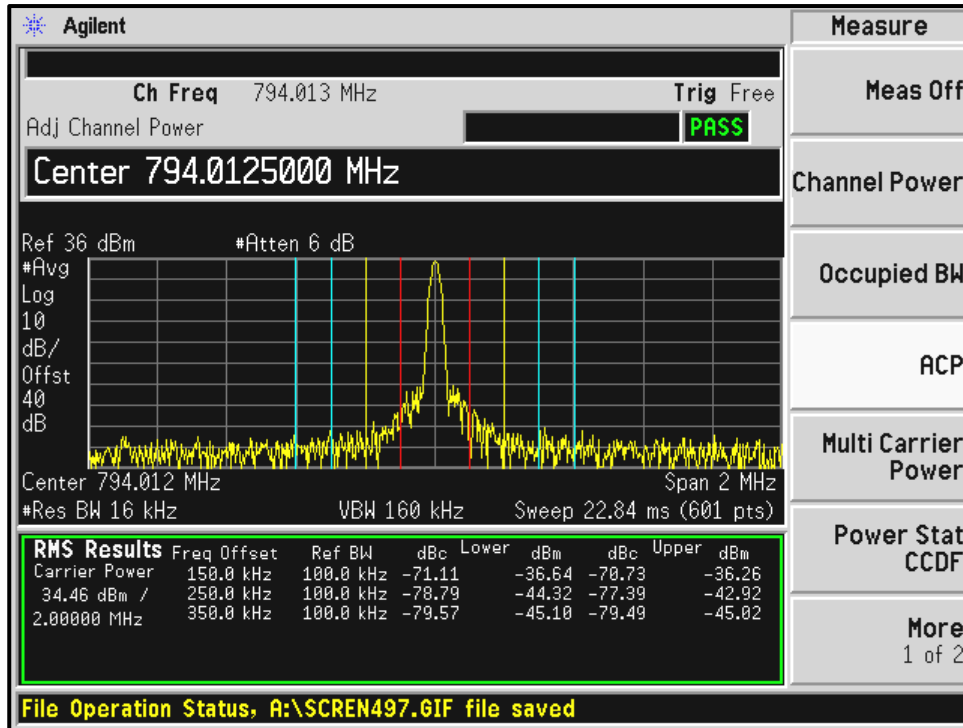 Agilent
Measure
Ch Freq 794.013 MHz Trig Free
Adj Channel Power PASS
Center 794.0125000 MHz
Ref 36 dBm #Atten 6 dB
#Avg
Log
10
dB/
Offst
40
dB
Center 794.012 MHz Span 2 MHz
#Res BW 16 kHz VBW 160 kHz Sweep 22.84 ms (601 pts)
RMS Results Freq Offset Ref BW dBc Lower dBm dBc Upper dBm
Carrier Power 150.0 kHz 100.0 kHz -71.11 -36.64 -70.73 -36.26
34.46 dBm / 250.0 kHz 100.0 kHz -78.79 -44.32 -77.39 -42.92
2.00000 MHz 350.0 kHz 100.0 kHz -79.57 -45.10 -79.49 -45.02
File Operation Status, A:\SCREN497.GIF file saved
Meas Off
Channel Power
Occupied BW
ACP
Multi Carrier
Power
Power Stat
CCDF
More
1 of 2